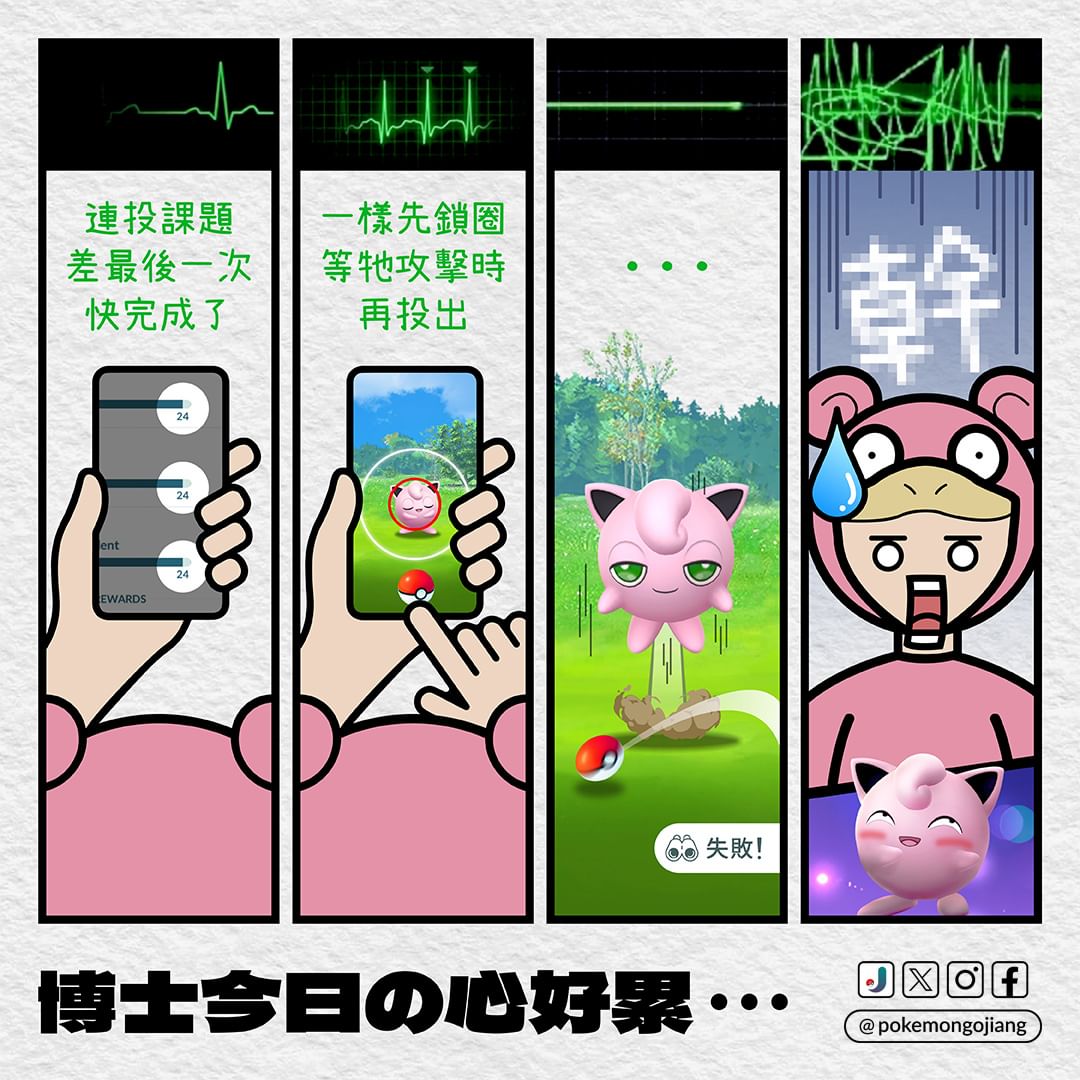 連投課題
差最後一次
快完成了
24
24
ent
24
EWARDS
一樣先鎖圈
等牠攻擊時
再投出
...
失敗！
幹
博士今日の心好累...
@pokemongojiang